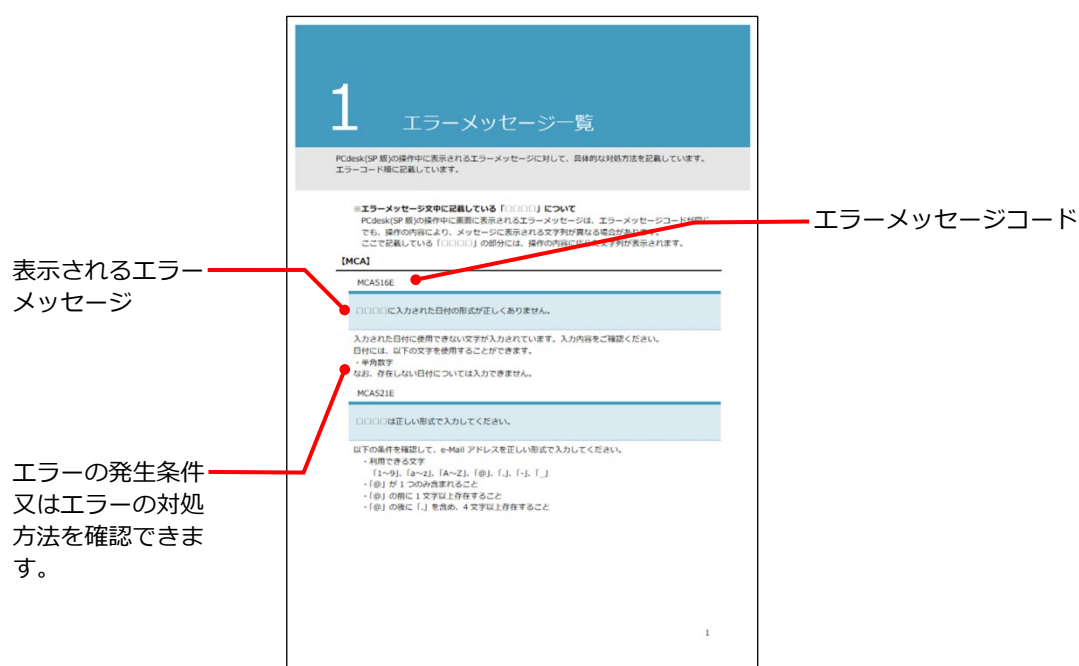 1
エラーメッセージ一覧
PCdesk(SP 版)の操作中に表示されるエラーメッセージに対して、具体的な対処方法を記載しています。
エラーコード順に記載しています。
※エラーメッセージ文中に記載している「□□□□」について
PCdesk(SP 版)の操作中に画面に表示されるエラーメッセージは、エラーメッセージコードが同じ
でも、操作の内容により、メッセージに表示される文字列が異なる場合があります。
ここで記載している「□□□□」の部分には、操作の内容に応じた文字列が表示されます。
エラーメッセージコード
【MCA】
表示されるエラー
メッセージ
MCA516E
□□□□に入力された日付の形式が正しくありません。
入力された日付に使用できない文字が入力されています。入力内容をご確認ください。
日付には、以下の文字を使用することができます。
・半角数字
なお、存在しない日付については入力できません。
MCA521E
□□□□は正しい形式で入力してください。
エラーの発生条件
又はエラーの対処
方法を確認できま
す。
以下の条件を確認して、e-Mail アドレスを正しい形式で入力してください。
・利用できる文字
「1～9」、「a～z」、「A～Z」、「@」、「.」、「-」、「_」
・「@」が 1 つのみ含まれること
・「@」の前に 1 文字以上存在すること
・「@」の後に「.」を含め、4 文字以上存在すること
1